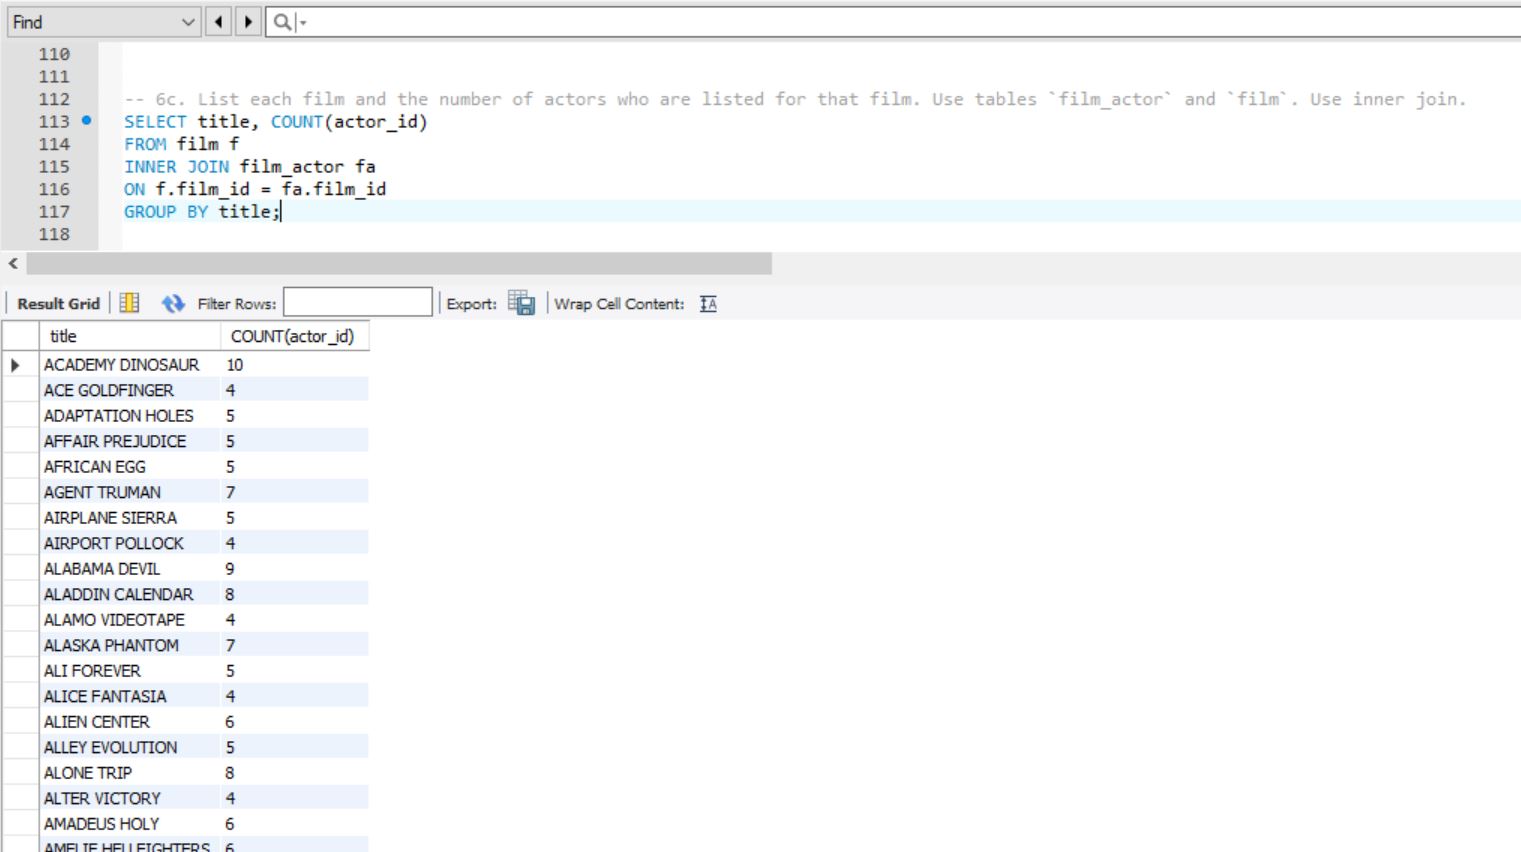 Find
110
111
112 -- 6c. List each film and the number of actors who are listed for that film. Use tables `film_actor` and `film`. Use inner join.
113 SELECT title, COUNT(actor_id)
114 FROM film f
115 INNER JOIN film_actor fa
116 ON f.film_id = fa.film_id
117 GROUP BY title;
118
Result Grid Filter Rows: Export: Wrap Cell Content: IA
title COUNT(actor_id)
ACADEMY DINOSAUR 10
ACE GOLDFINGER 4
ADAPTATION HOLES 5
AFFAIR PREJUDICE 5
AFRICAN EGG 5
AGENT TRUMAN 7
AIRPLANE SIERRA 5
AIRPORT POLLOCK 4
ALABAMA DEVIL 9
ALADDIN CALENDAR 8
ALAMO VIDEOTAPE 4
ALASKA PHANTOM 7
ALI FOREVER 5
ALICE FANTASIA 4
ALIEN CENTER 6
ALLEY EVOLUTION 5
ALONE TRIP 8
ALTER VICTORY 4
AMADEUS HOLY 6
AMELIE HELLFIGHTERS 6